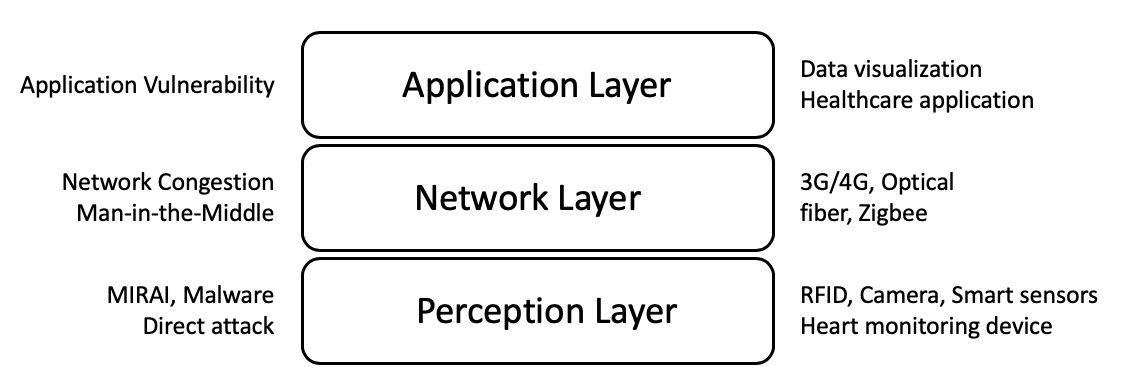 Application Vulnerability
Application Layer
Data visualization
Healthcare application
Network Congestion
Man-in-the-Middle
Network Layer
3G/4G, Optical
fiber, Zigbee
MIRAI, Malware
Direct attack
Perception Layer
RFID, Camera, Smart sensors
Heart monitoring device